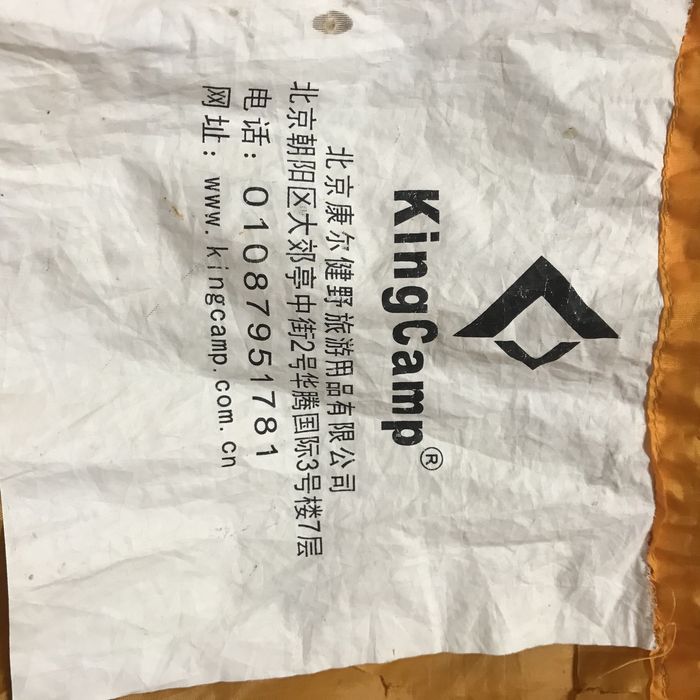 KingCamp®
北京康尔健野旅游用品有限公司
北京朝阳区大郊亭中街2号华腾国际3号楼7层
电话：01087951781
网址：www.kingcamp.com.cn